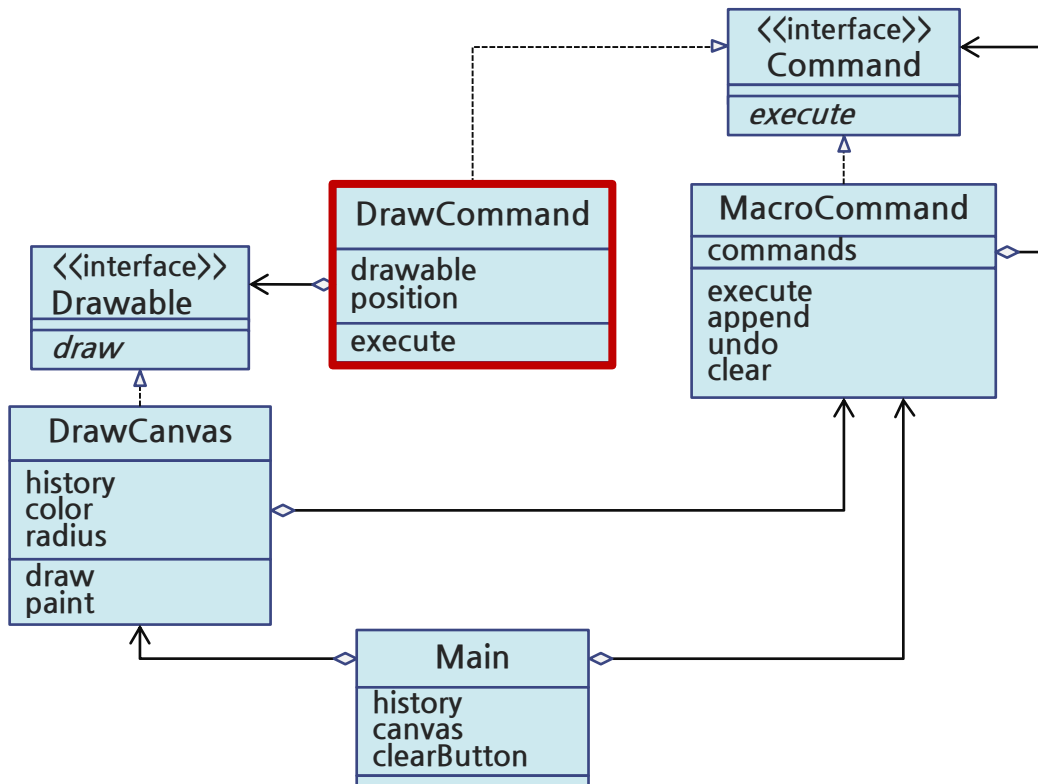 <<interface>>
Command
execute
DrawCommand
drawable
position
execute
MacroCommand
commands
execute
append
undo
clear
<<interface>>
Drawable
draw
DrawCanvas
history
color
radius
draw
paint
Main
history
canvas
clearButton